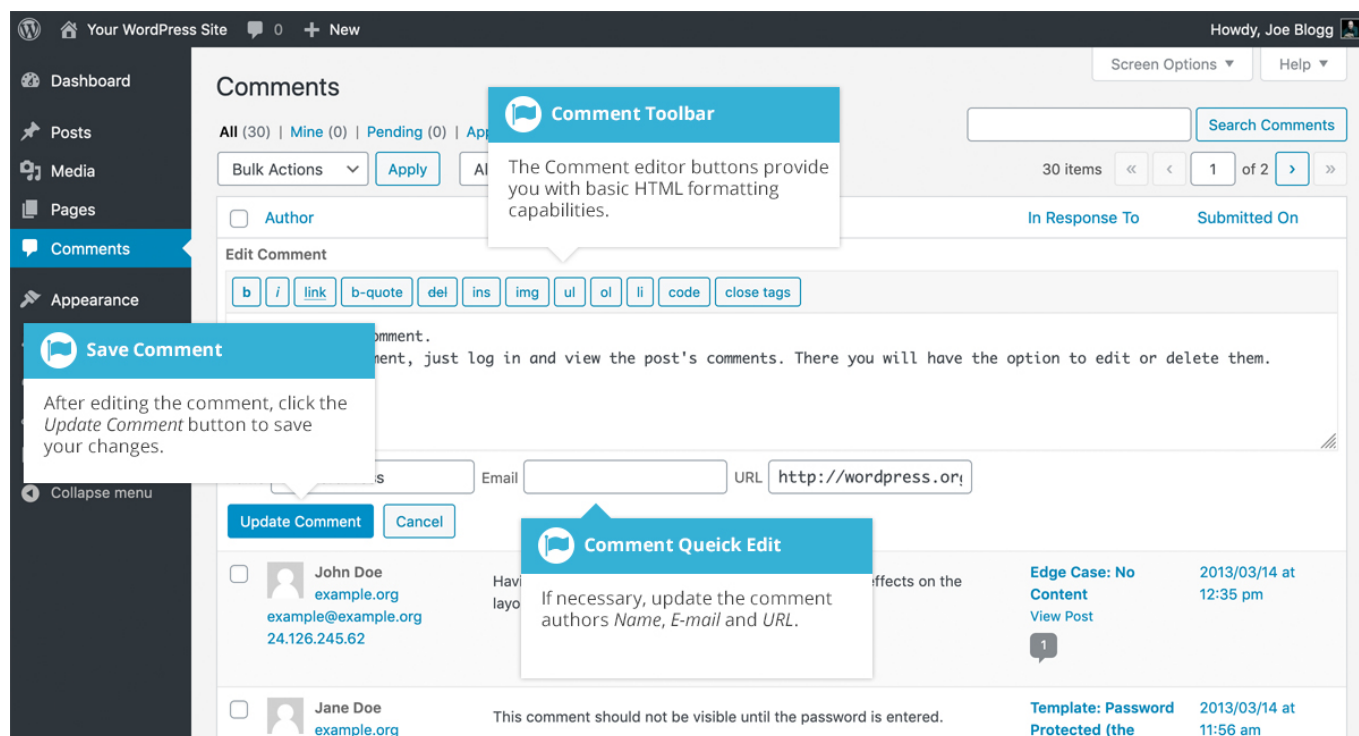 Your WordPress Site 0 + New Howdy, Joe Blogg
Screen Options ▼ Help ▼
Dashboard
Posts
Media
Pages
Comments
Appearance
Collapse menu
Comments
All (30) | Mine (0) | Pending (0) |
Search Comments
Bulk Actions Apply
30 items « ‹ 1 of 2 › »
Comment Toolbar
The Comment editor buttons provide
you with basic HTML formatting
capabilities.
Author In Response To Submitted On
Edit Comment
b i link b-quote del ins img ul ol li code close tags
just log in and view the post's comments. There you will have the option to edit or delete them.
Save Comment
After editing the comment, click the
Update Comment button to save
your changes.
Email URL http://wordpress.org
Update Comment Cancel
Comment Queick Edit
If necessary, update the comment
authors Name, E-mail and URL.
John Doe
example.org
example@example.org
24.126.245.62
on the
Edge Case: No
Content
View Post
1
2013/03/14 at
12:35 pm
Jane Doe
example.org
This comment should not be visible until the password is entered.
Template: Password
Protected (the
2013/03/14 at
11:56 am